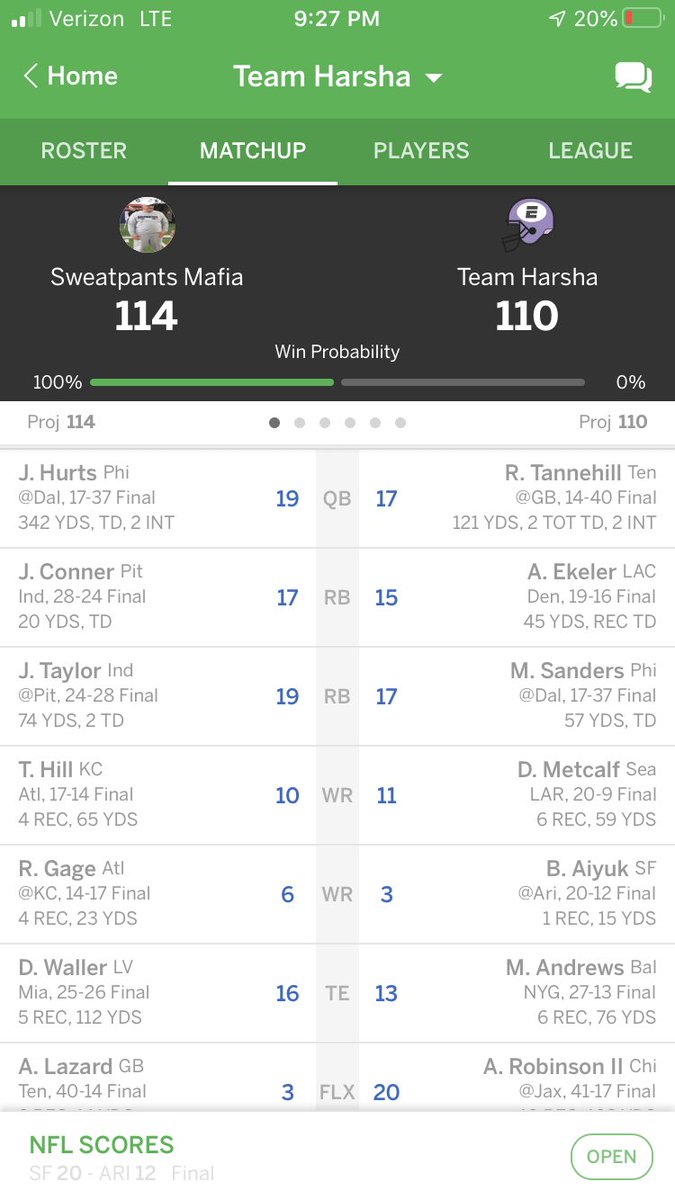 Verizon LTE 9:27 PM 20%
Home Team Harsha
ROSTER MATCHUP PLAYERS LEAGUE
E
Sweatpants Mafia Team Harsha
114 110
Win Probability
100% 0%
Proj 114 Proj 110
J. Hurts Phi R. Tannehill Ten
@Dal, 17-37 Final 19 QB 17 @GB, 14-40 Final
342 YDS, TD, 2 INT 121 YDS, 2 TOT TD, 2 INT
J. Conner Pit A. Ekeler LAC
Ind, 28-24 Final 17 RB 15 Den, 19-16 Final
20 YDS, TD 45 YDS, REC TD
J. Taylor Ind M. Sanders Phi
@Pit, 24-28 Final 19 RB 17 @Dal, 17-37 Final
74 YDS, 2 TD 57 YDS, TD
T. Hill KC D. Metcalf Sea
Atl, 17-14 Final 10 WR 11 LAR, 20-9 Final
4 REC, 65 YDS 6 REC, 59 YDS
R. Gage Atl B. Aiyuk SF
@KC, 14-17 Final 6 WR 3 @Ari, 20-12 Final
4 REC, 23 YDS 1 REC, 15 YDS
D. Waller LV M. Andrews Bal
Mia, 25-26 Final 16 TE 13 NYG, 27-13 Final
5 REC, 112 YDS 6 REC, 76 YDS
A. Lazard GB A. Robinson II Chi
Ten, 40-14 Final 3 FLX 20 @Jax, 41-17 Final
NFL SCORES
SF 20 - ARI 12 Final
OPEN